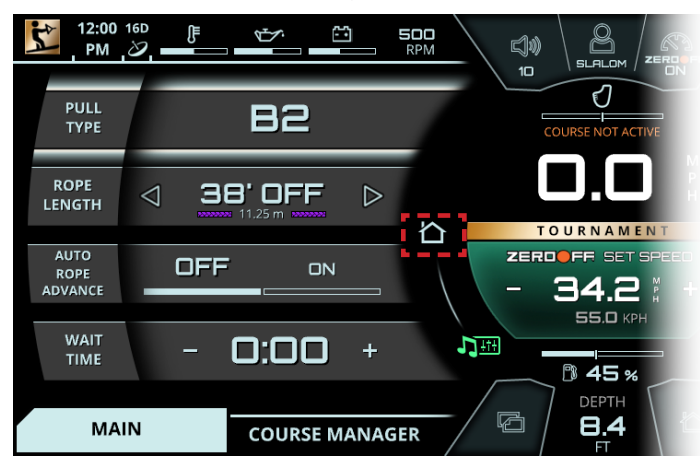 12:00 16D
PM
500
RPM
10
SLALOM
ON
PULL
TYPE
B2
COURSE NOT ACTIVE
0.0
M
P
H
ROPE
LENGTH
38' OFF
11.25 m
TOURNAMENT
AUTO
ROPE
ADVANCE
OFF
ON
ZERO OFF SET SPEED
- 34.2 +
M
P
H
55.0 KPH
WAIT
TIME
- 0:00 +
45 %
DEPTH
8.4
FT
MAIN
COURSE MANAGER